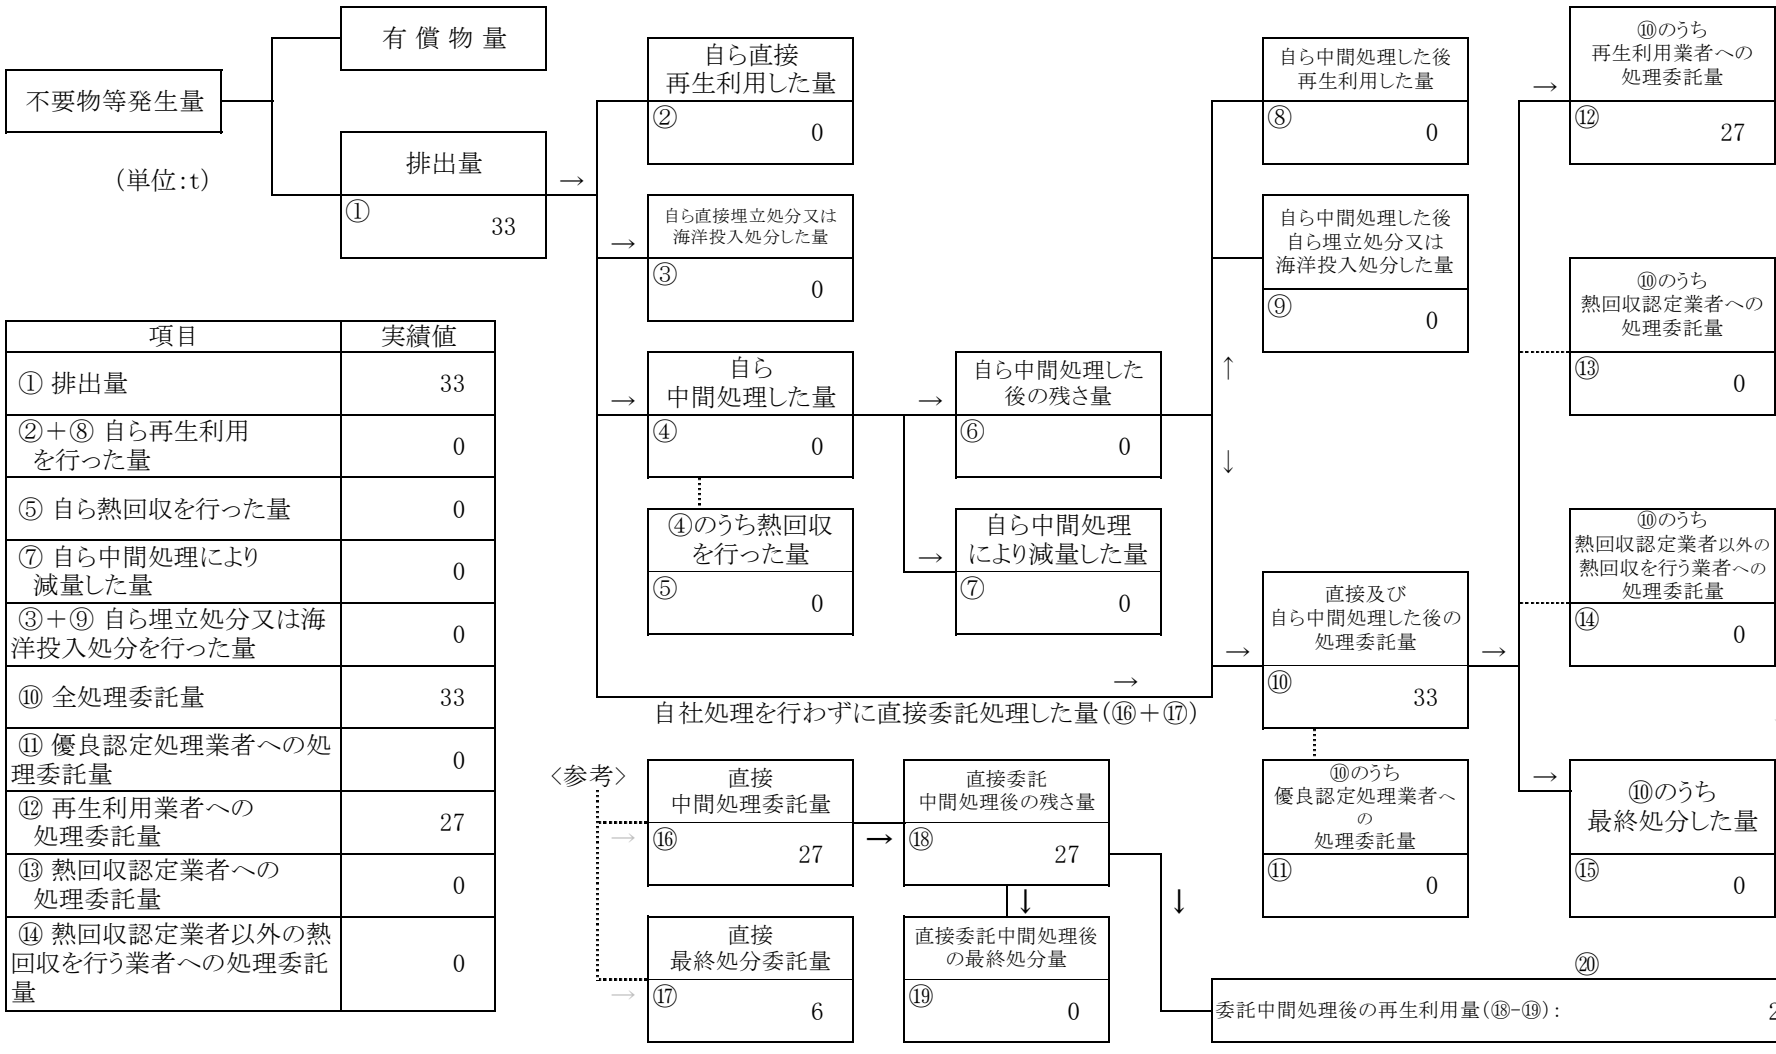 有 償 物 量
不要物等発生量
(単位:t)
排出量
→
①
33
自ら直接
再生利用した量
②
0
→
自ら直接埋立処分又は
海洋投入処分した量
③
0
→
自ら
中間処理した量
④
0
④のうち熱回収
を行った量
⑤
0
→
自ら中間処理した
後の残さ量
⑥
0
→
自ら中間処理
により減量した量
⑦
0
自ら中間処理した後
再生利用した量
⑧
0
自ら中間処理した後
自ら埋立処分又は
海洋投入処分した量
⑨
0
↑
↓
→
直接及び
自ら中間処理した後の
処理委託量
⑩
33
→
⑩のうち
優良認定処理業者へ
の
処理委託量
⑪
0
→
⑩のうち
再生利用業者への
処理委託量
⑫
27
⑩のうち
熱回収認定業者への
処理委託量
⑬
0
⑩のうち
熱回収認定業者以外の
熱回収を行う業者への
処理委託量
⑭
0
→
⑩のうち
最終処分した量
⑮
0
→
自社処理を行わずに直接委託処理した量(⑯+⑰)
〈参考〉
→
直接
中間処理委託量
⑯
27
→
直接委託
中間処理後の残さ量
⑱
27
↓
↓
→
直接
最終処分委託量
⑰
6
直接委託中間処理後
の最終処分量
⑲
0
⑳
委託中間処理後の再生利用量(⑱-⑲):
項目 実績値
① 排出量 33
②+⑧ 自ら再生利用
を行った量 0
⑤ 自ら熱回収を行った量 0
⑦ 自ら中間処理により
減量した量 0
③+⑨ 自ら埋立処分又は海
洋投入処分を行った量 0
⑩ 全処理委託量 33
⑪ 優良認定処理業者への処
理委託量 0
⑫ 再生利用業者への
処理委託量 27
⑬ 熱回収認定業者への
処理委託量 0
⑭ 熱回収認定業者以外の熱
回収を行う業者への処理委託
量 0